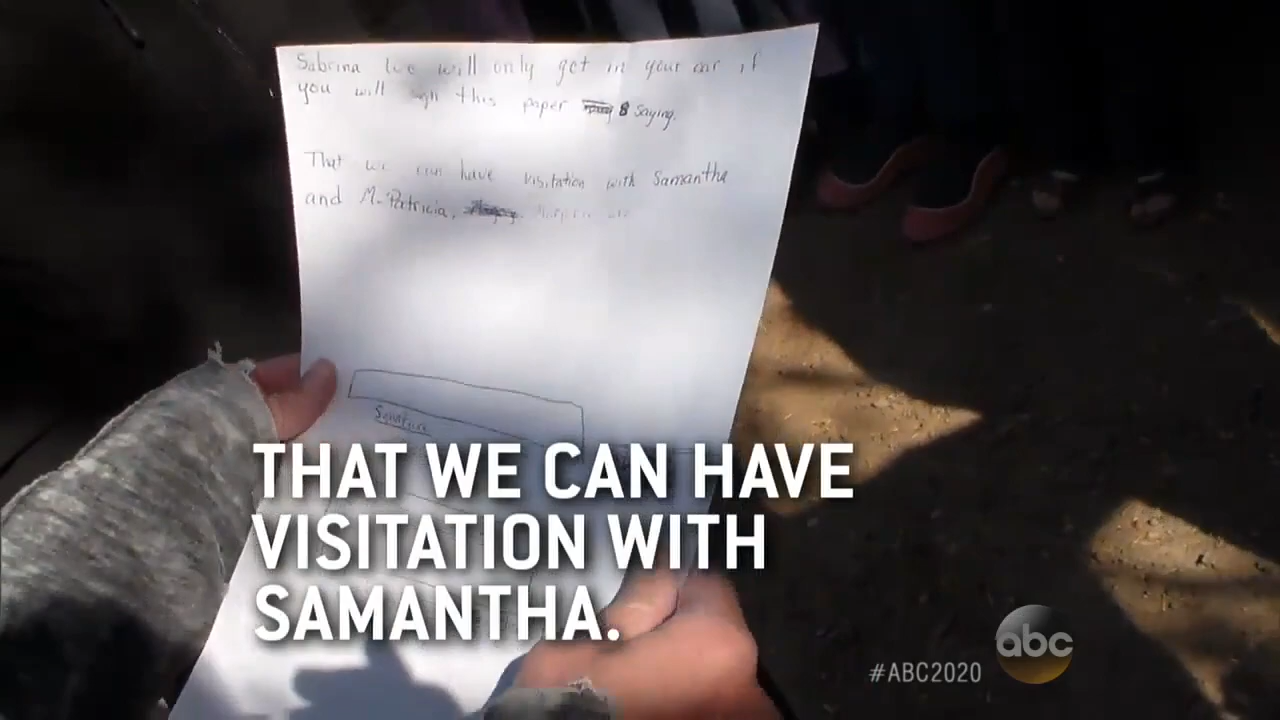 Sabrina we will only get in your car if
you will sign this paper 8 saying.
That we can have visitation with Samantha
and M. Patricia,
Signature
THAT WE CAN HAVE
VISITATION WITH
SAMANTHA.
abc
#ABC2020